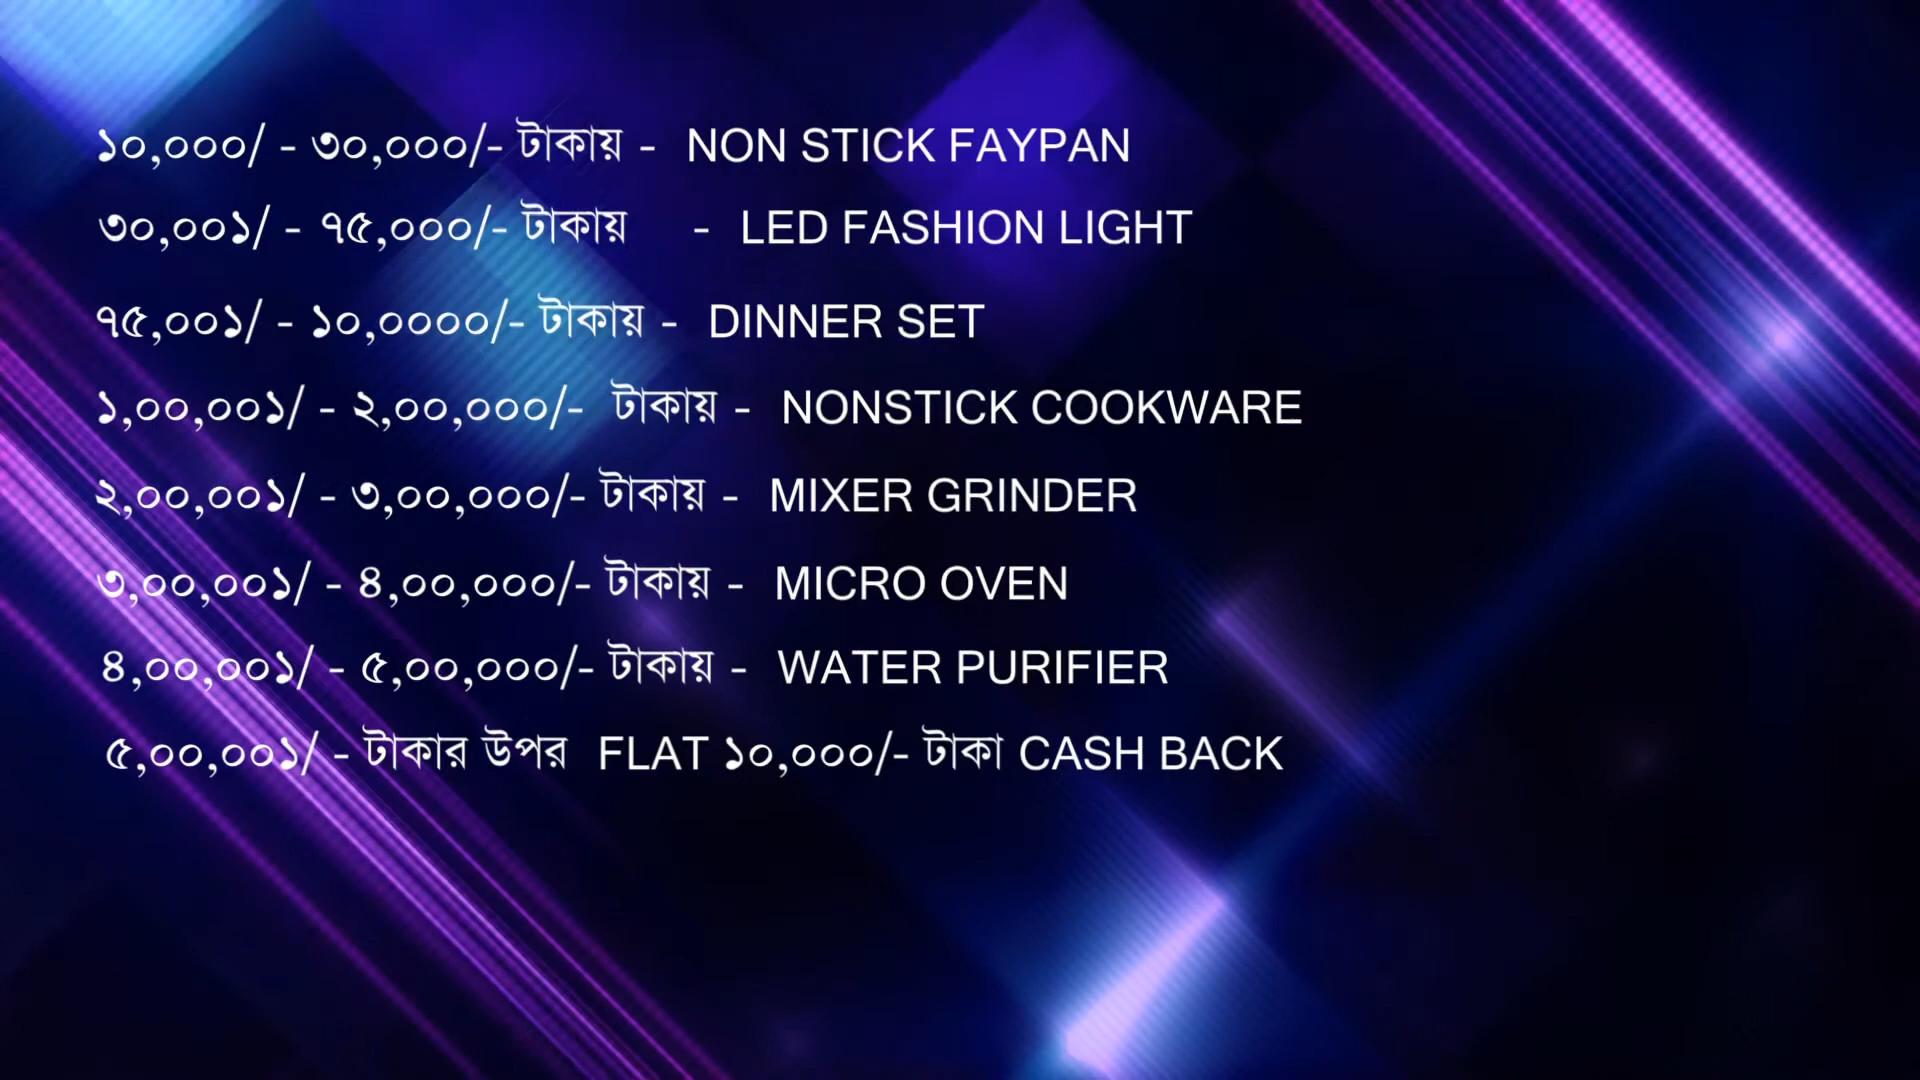 ১০,০০০/ - ৩০,০০০/- টাকায় - NON STICK FAYPAN
৩০,০০১/ - ৭৫,০০০/- টাকায় - LED FASHION LIGHT
৭৫,০০১/ - ১০,০০০০/- টাকায় - DINNER SET
১,০০,০০১/ - ২,০০,০০০/- টাকায় - NONSTICK COOKWARE
২,০০,০০১/ - ৩,০০,০০০/- টাকায় - MIXER GRINDER
৩,০০,০০১/ - ৪,০০,০০০/- টাকায় - MICRO OVEN
৪,০০,০০১/ - ৫,০০,০০০/- টাকায় - WATER PURIFIER
৫,০০,০০১/ - টাকার উপর FLAT ১০,০০০/- টাকা CASH BACK